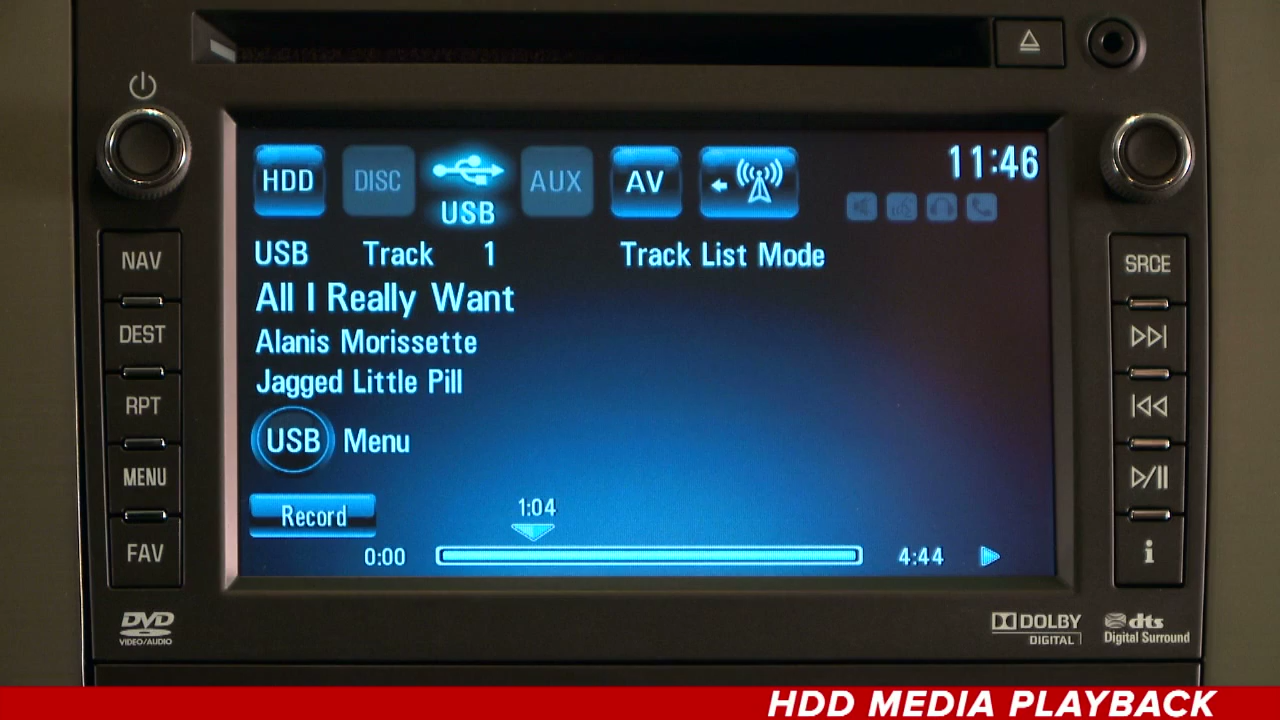 HDD DISC USB AUX AV 11:46
USB Track 1 Track List Mode
All I Really Want
Alanis Morissette
Jagged Little Pill
USB Menu
Record
1:04
0:00 4:44
NAV
DEST
RPT
MENU
FAV
SRCE
i
DVD
VIDEO/AUDIO
DOLBY
DIGITAL
dts
Digital Surround
HDD MEDIA PLAYBACK